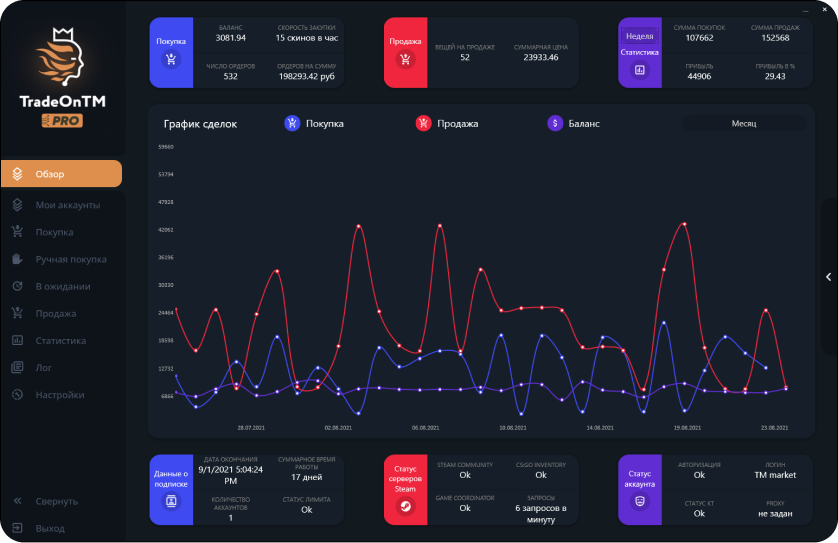 TradeOnTM
PRO
Обзор
Мои аккаунты
Покупка
Ручная покупка
В ожидании
Продажа
Статистика
Лог
Настройки
Свернуть
Выход
Покупка
БАЛАНС
3081.94
СКОРОСТЬ ЗАКУПКИ
15 скинов в час
ЧИСЛО ОРДЕРОВ
532
ОРДЕРОВ НА СУММУ
198293.42 руб
Продажа
ВЕЩЕЙ НА ПРОДАЖЕ
52
СУММАРНАЯ ЦЕНА
23933.46
Неделя
Статистика
СУММА ПОКУПОК
107662
СУММА ПРОДАЖ
152568
ПРИБЫЛЬ
44906
ПРИБЫЛЬ В %
29.43
График сделок
Покупка
Продажа
Баланс
Месяц
59660
53794
47928
42062
36196
30330
24464
18598
12732
6866
28.07.2021
02.08.2021
06.08.2021
10.08.2021
14.08.2021
19.08.2021
23.08.2021
Данные о
подписке
ДАТА ОКОНЧАНИЯ
9/1/2021 5:04:24
PM
СУММАРНОЕ ВРЕМЯ
РАБОТЫ
17 дней
КОЛИЧЕСТВО
АККАУНТОВ
1
СТАТУС ЛИМИТА
Ok
Статус
серверов
Steam
STEAM COMMUNITY
Ok
CS:GO INVENTORY
Ok
GAME COORDINATOR
Ok
ЗАПРОСЫ
6 запросов в
минуту
Статус
аккаунта
АВТОРИЗАЦИЯ
Ok
ЛОГИН
TM market
СТАТУС КТ
Ok
PROXY
не задан